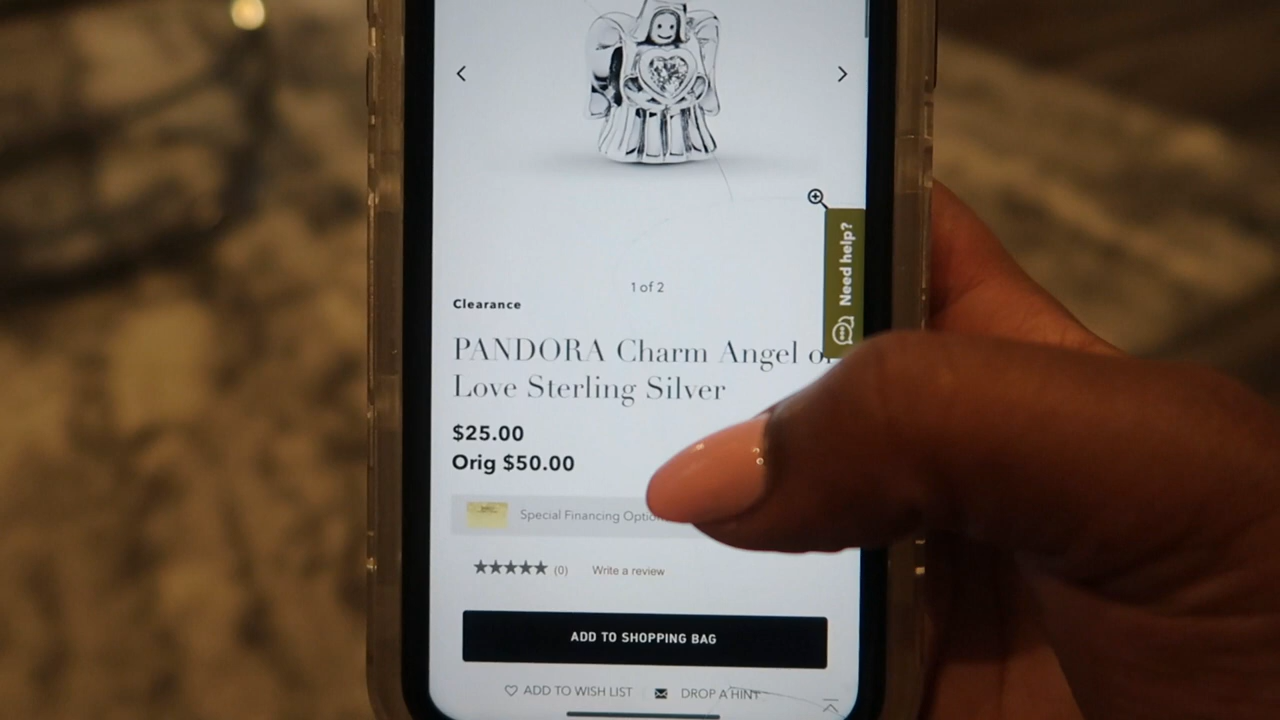 1 of 2
Need help?
Clearance
PANDORA Charm Angel of
Love Sterling Silver
$25.00
Orig $50.00
Special Financing
(0) Write a review
ADD TO SHOPPING BAG
ADD TO WISH LIST DROP A HINT